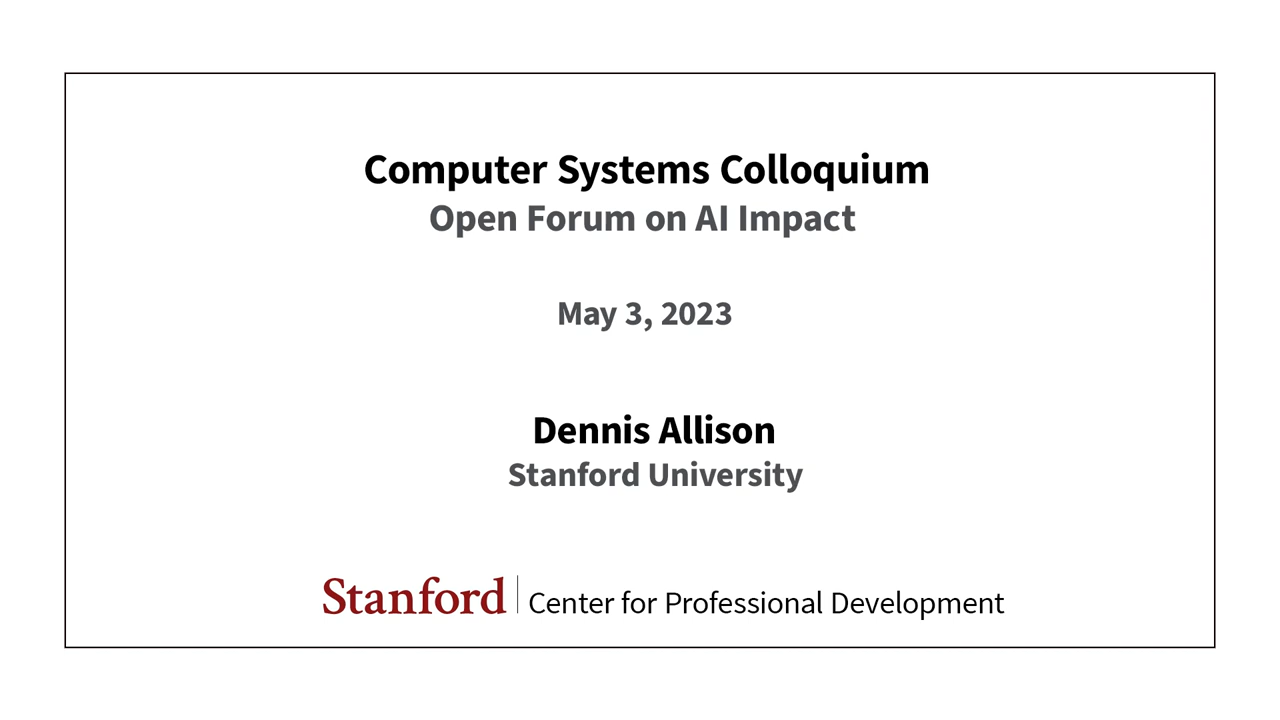 Computer Systems Colloquium
Open Forum on AI Impact
May 3, 2023
Dennis Allison
Stanford University
Stanford Center for Professional Development